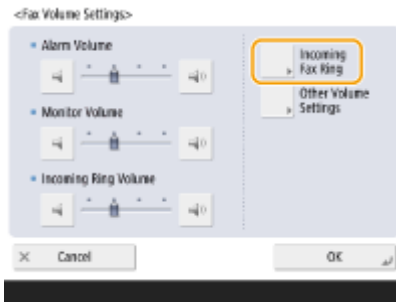 <Fax Volume Settings>
Alarm Volume
Monitor Volume
Incoming Ring Volume
Incoming
Fax Ring
Other Volume
Settings
Cancel
OK